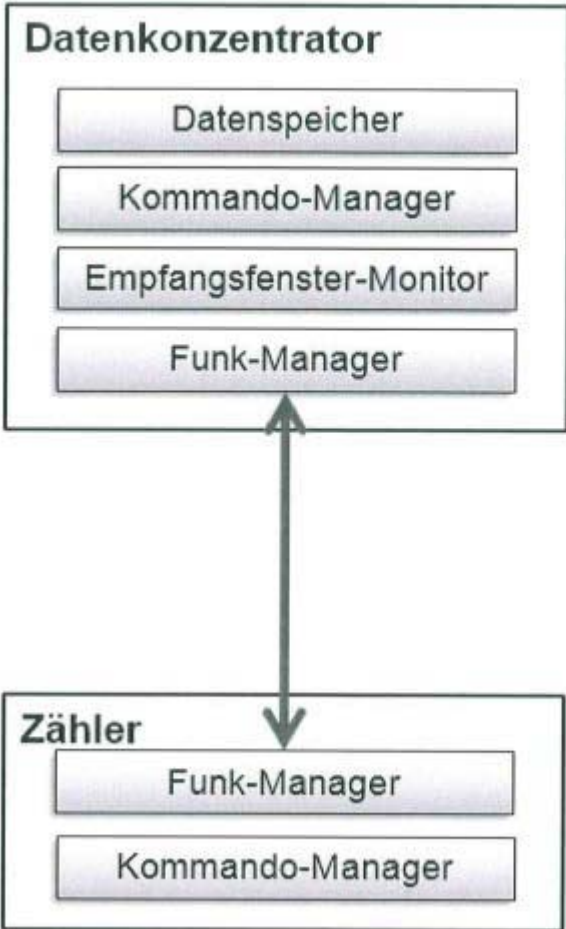 Datenkonzentrator
Datenspeicher
Kommando-Manager
Empfangsfenster-Monitor
Funk-Manager
Zähler
Funk-Manager
Kommando-Manager